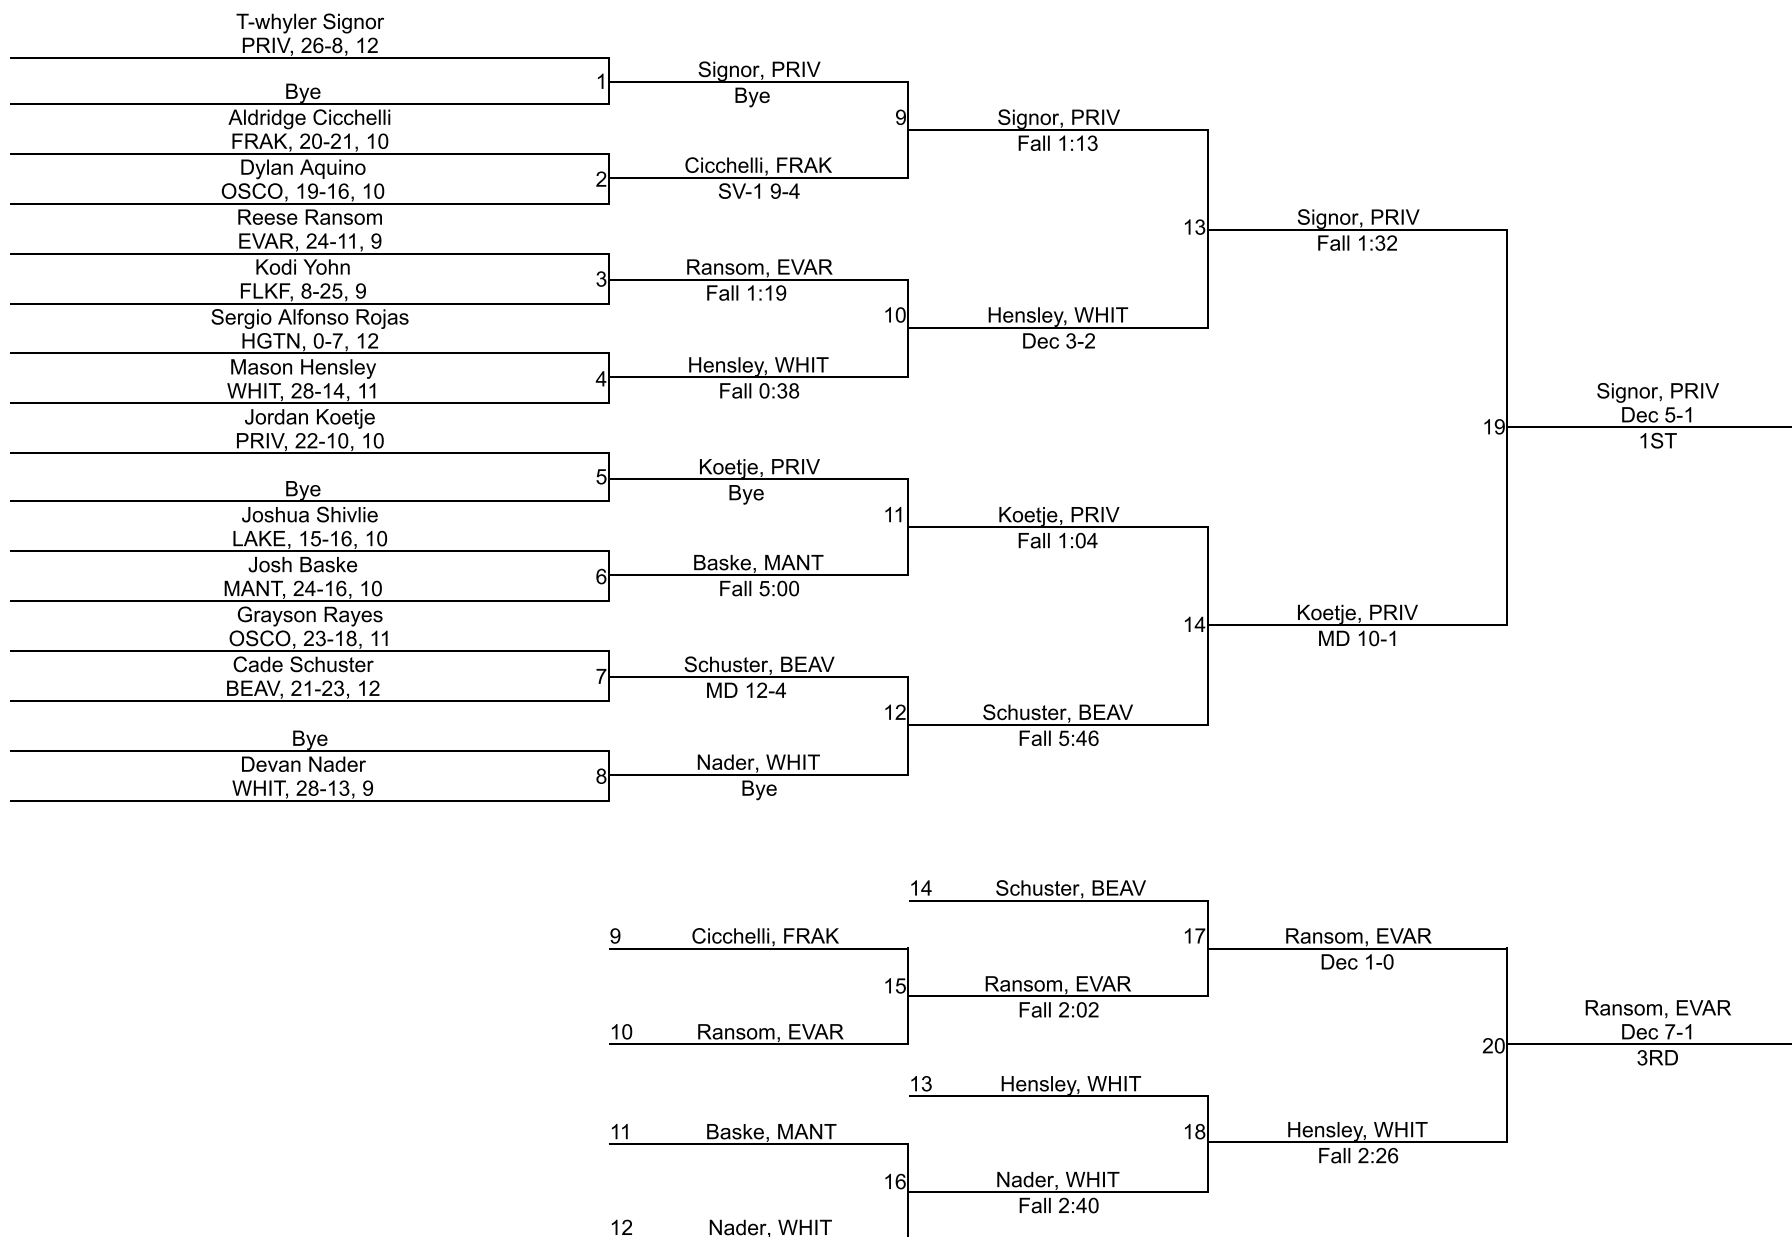 T-whyler Signor
PRIV, 26-8, 12
Bye
1
Aldridge Cicchelli
FRAK, 20-21, 10
Dylan Aquino
OSCO, 19-16, 10
2
Reese Ransom
EVAR, 24-11, 9
Kodi Yohn
FLKF, 8-25, 9
3
Sergio Alfonso Rojas
HGTN, 0-7, 12
Mason Hensley
WHIT, 28-14, 11
4
Jordan Koetje
PRIV, 22-10, 10
Bye
5
Joshua Shivlie
LAKE, 15-16, 10
Josh Baske
MANT, 24-16, 10
6
Grayson Rayes
OSCO, 23-18, 11
Cade Schuster
BEAV, 21-23, 12
7
Bye
Devan Nader
WHIT, 28-13, 9
8
Signor, PRIV
Bye
9
Cicchelli, FRAK
SV-1 9-4
Ransom, EVAR
Fall 1:19
10
Hensley, WHIT
Fall 0:38
Koetje, PRIV
Bye
11
Baske, MANT
Fall 5:00
Schuster, BEAV
MD 12-4
12
Nader, WHIT
Bye
Signor, PRIV
Fall 1:13
13
Hensley, WHIT
Dec 3-2
Koetje, PRIV
Fall 1:04
14
Schuster, BEAV
Fall 5:46
Signor, PRIV
Fall 1:32
19
Koetje, PRIV
MD 10-1
Signor, PRIV
Dec 5-1
1ST
14 Schuster, BEAV
9 Cicchelli, FRAK
17
15
Ransom, EVAR
Fall 2:02
10 Ransom, EVAR
13 Hensley, WHIT
11 Baske, MANT
18
16
Nader, WHIT
Fall 2:40
12 Nader, WHIT
Ransom, EVAR
Dec 1-0
20
Hensley, WHIT
Fall 2:26
Ransom, EVAR
Dec 7-1
3RD